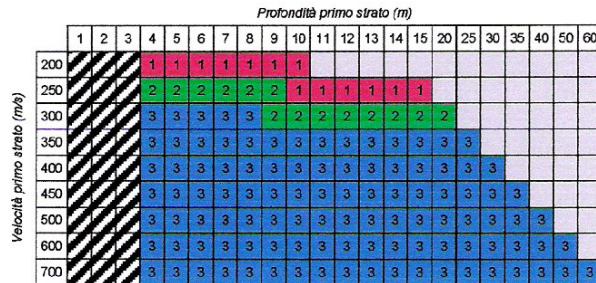 Profondità primo strato (m)
1 2 3 4 5 6 7 8 9 10 11 12 13 14 15 20 25 30 35 40 50 60
Velocità primo strato (m/s)
200 1 1 1 1 1 1 1
250 2 2 2 2 2 2 1 1 1 1 1 1
300 3 3 3 3 3 2 2 2 2 2 2 2 2
350 3 3 3 3 3 3 3 3 3 3 3 3 3 3
400 3 3 3 3 3 3 3 3 3 3 3 3 3 3 3
450 3 3 3 3 3 3 3 3 3 3 3 3 3 3 3 3
500 3 3 3 3 3 3 3 3 3 3 3 3 3 3 3 3 3
600 3 3 3 3 3 3 3 3 3 3 3 3 3 3 3 3 3 3
700 3 3 3 3 3 3 3 3 3 3 3 3 3 3 3 3 3 3 3